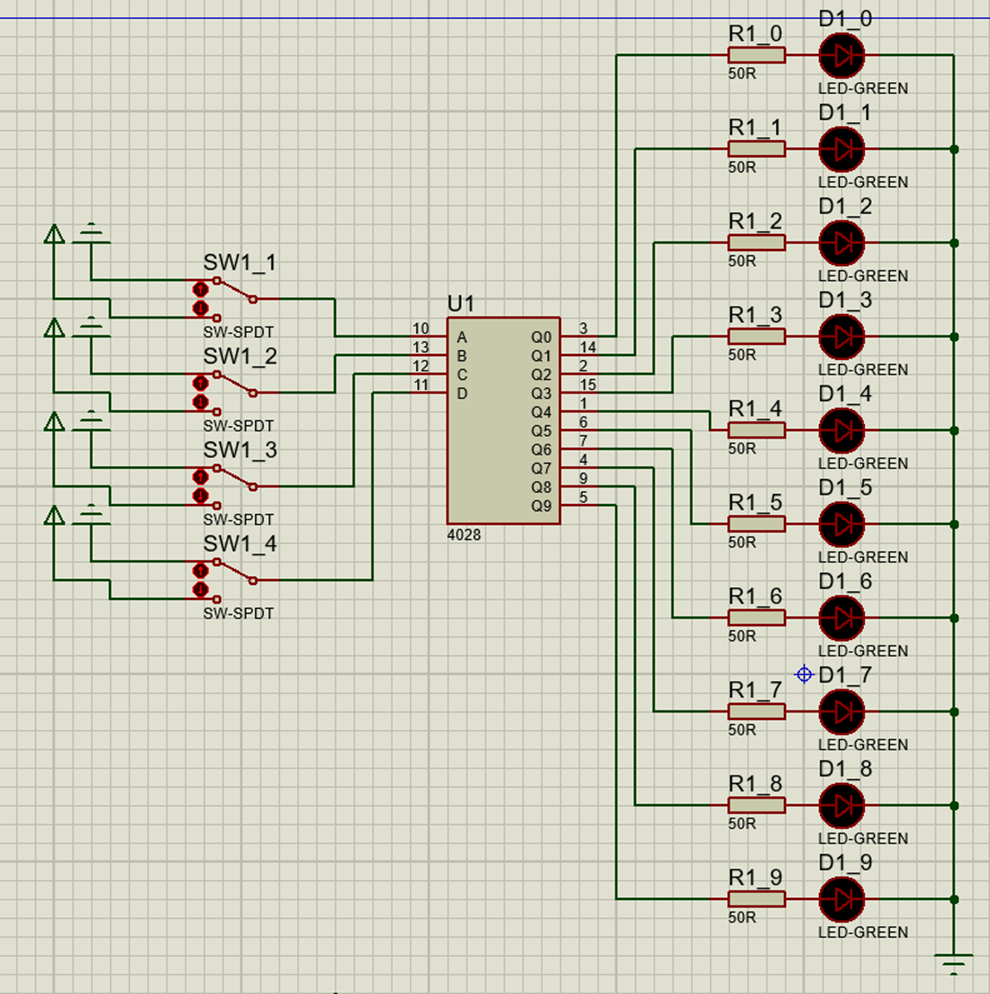 D1_0
R1_0
50R
LED-GREEN
D1_1
R1_1
50R
LED-GREEN
D1_2
R1_2
50R
LED-GREEN
SW1_1
SW-SPDT
SW1_2
SW-SPDT
SW1_3
SW-SPDT
SW1_4
SW-SPDT
U1
10 A Q0 3
13 B Q1 14
12 C Q2 2
11 D Q3 15
Q4 1
Q5 6
Q6 7
Q7 4
Q8 9
Q9 5
4028
D1_3
R1_3
50R
LED-GREEN
D1_4
R1_4
50R
LED-GREEN
D1_5
R1_5
50R
LED-GREEN
D1_6
R1_6
50R
LED-GREEN
D1_7
R1_7
50R
LED-GREEN
D1_8
R1_8
50R
LED-GREEN
D1_9
R1_9
50R
LED-GREEN